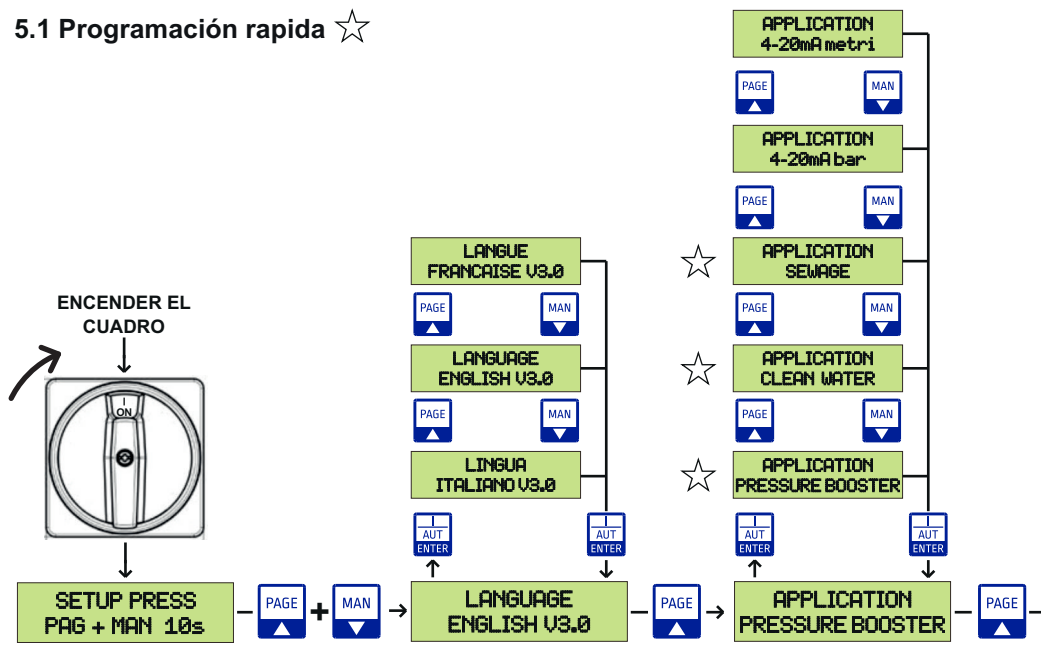 5.1 Programación rapida
APPLICATION
4-20mA metri
PAGE
MAN
APPLICATION
4-20mA bar
PAGE
MAN
LANGUE
FRANCAISE V3.0
APPLICATION
SEWAGE
ENCENDER EL
CUADRO
PAGE
MAN
PAGE
MAN
LANGUAGE
ENGLISH V3.0
APPLICATION
CLEAN WATER
I
ON
PAGE
MAN
PAGE
MAN
LINGUA
ITALIANO V3.0
APPLICATION
PRESSURE BOOSTER
I
AUT
ENTER
I
AUT
ENTER
I
AUT
ENTER
I
AUT
ENTER
SETUP PRESS
PAG + MAN 10s
PAGE
+
MAN
LANGUAGE
ENGLISH V3.0
PAGE
APPLICATION
PRESSURE BOOSTER
PAGE